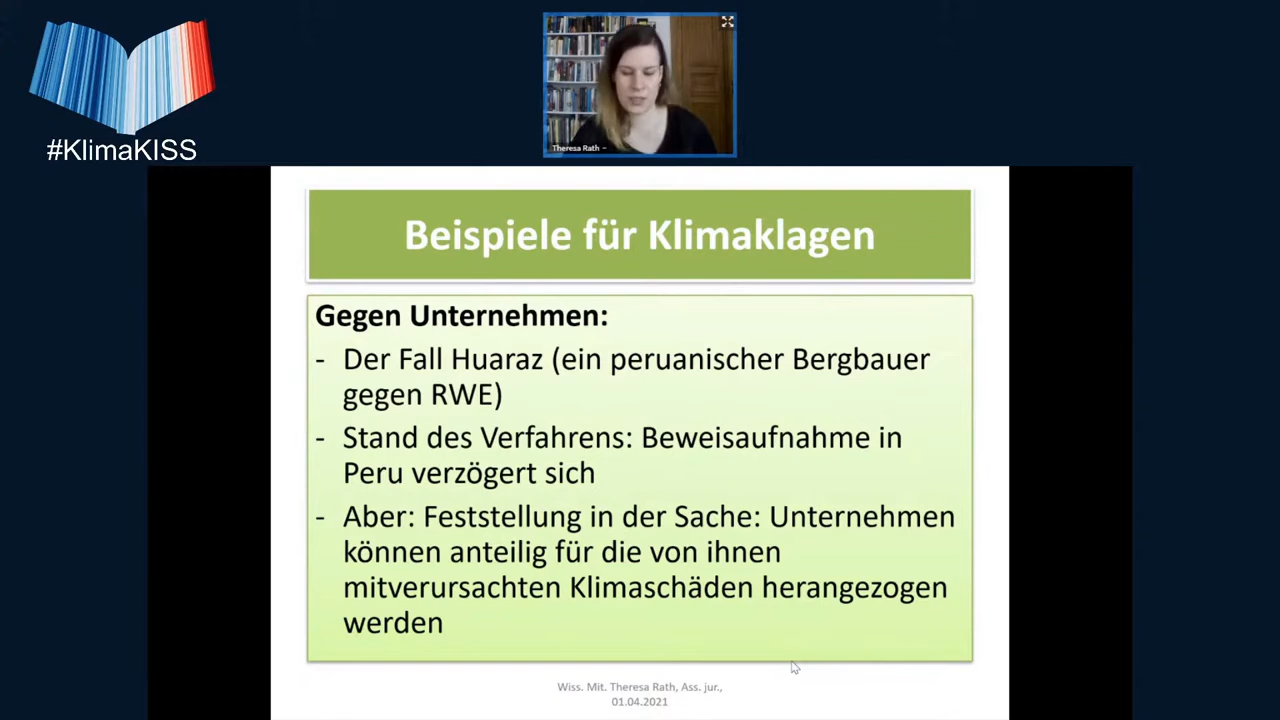 #KlimaKISS
Theresa Rath –
Beispiele für Klimaklagen
Gegen Unternehmen:
- Der Fall Huaraz (ein peruanischer Bergbauer
gegen RWE)
- Stand des Verfahrens: Beweisaufnahme in
Peru verzögert sich
- Aber: Feststellung in der Sache: Unternehmen
können anteilig für die von ihnen
mitverursachten Klimaschäden herangezogen
werden
Wiss. Mit. Theresa Rath, Ass. jur.,
01.04.2021